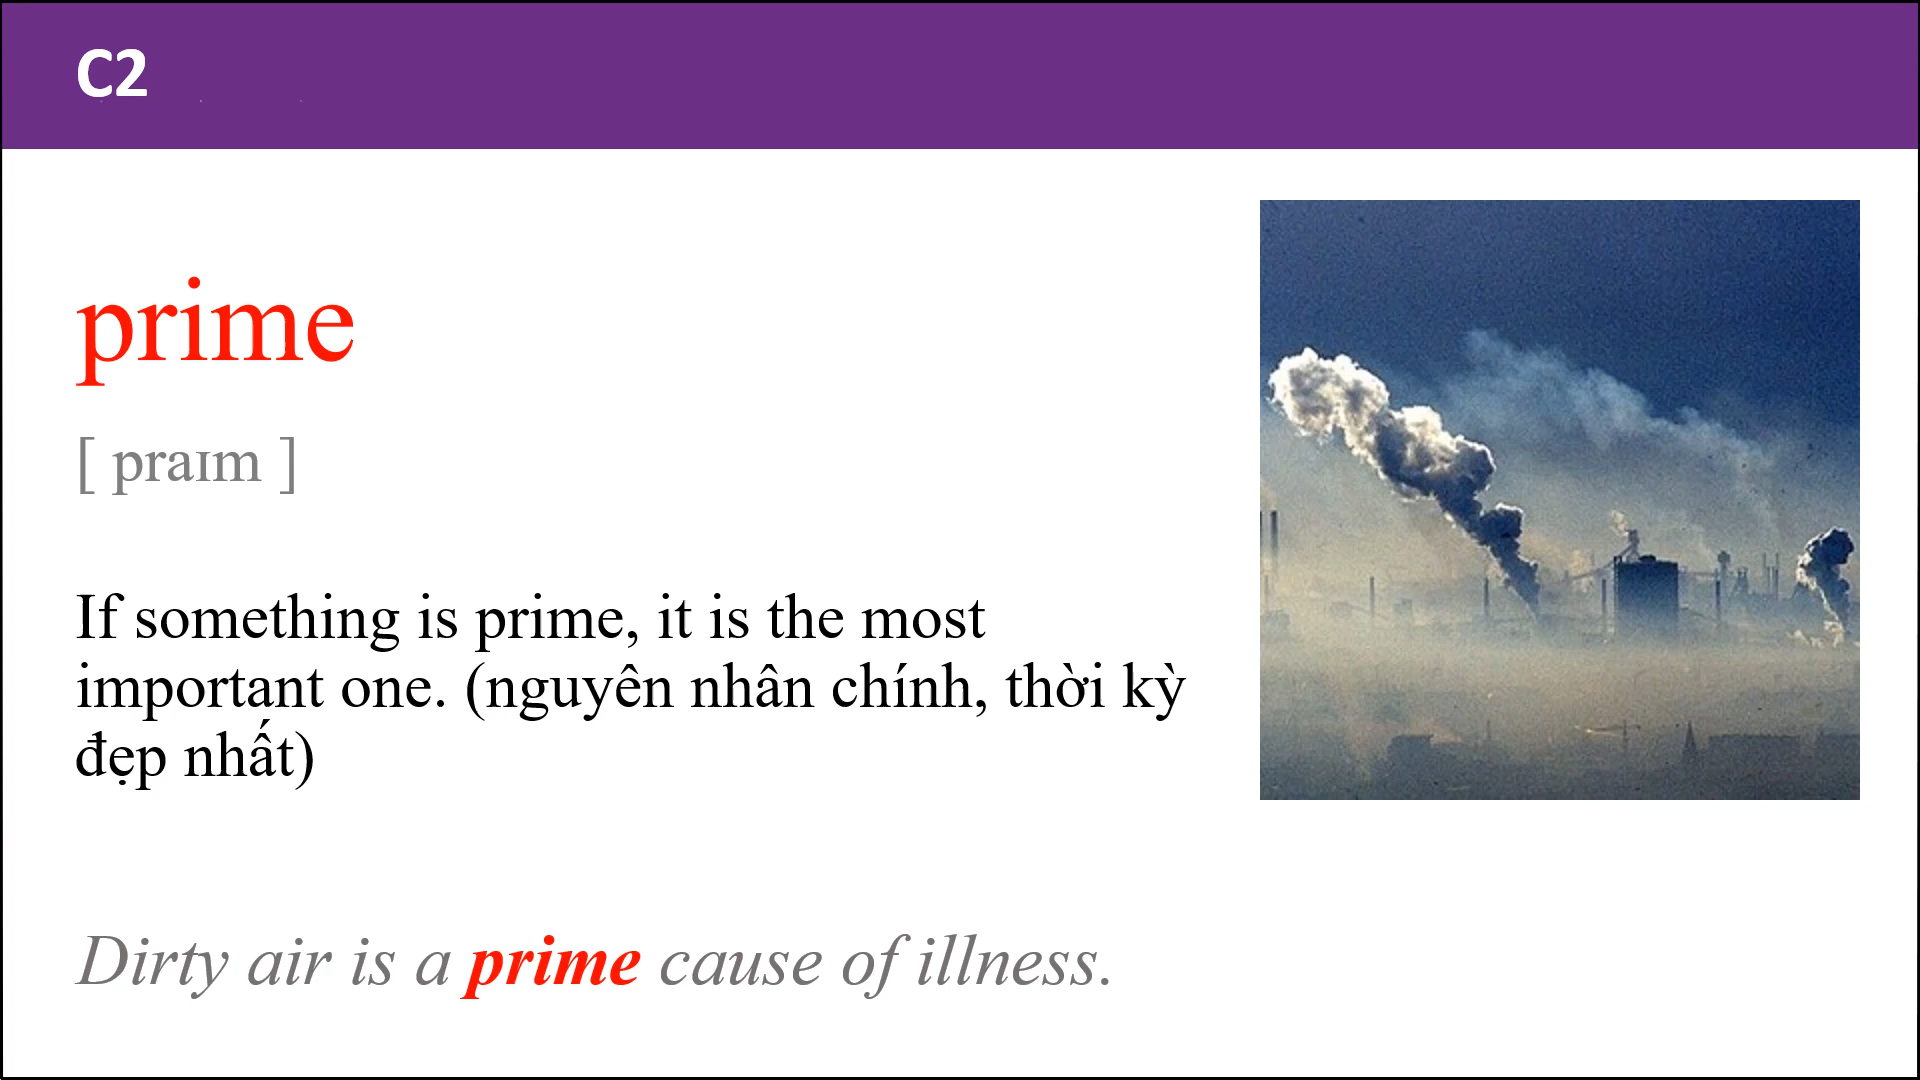 C2
prime
[ praɪm ]
If something is prime, it is the most
important one. (nguyên nhân chính, thời kỳ
đẹp nhất)
Dirty air is a prime cause of illness.